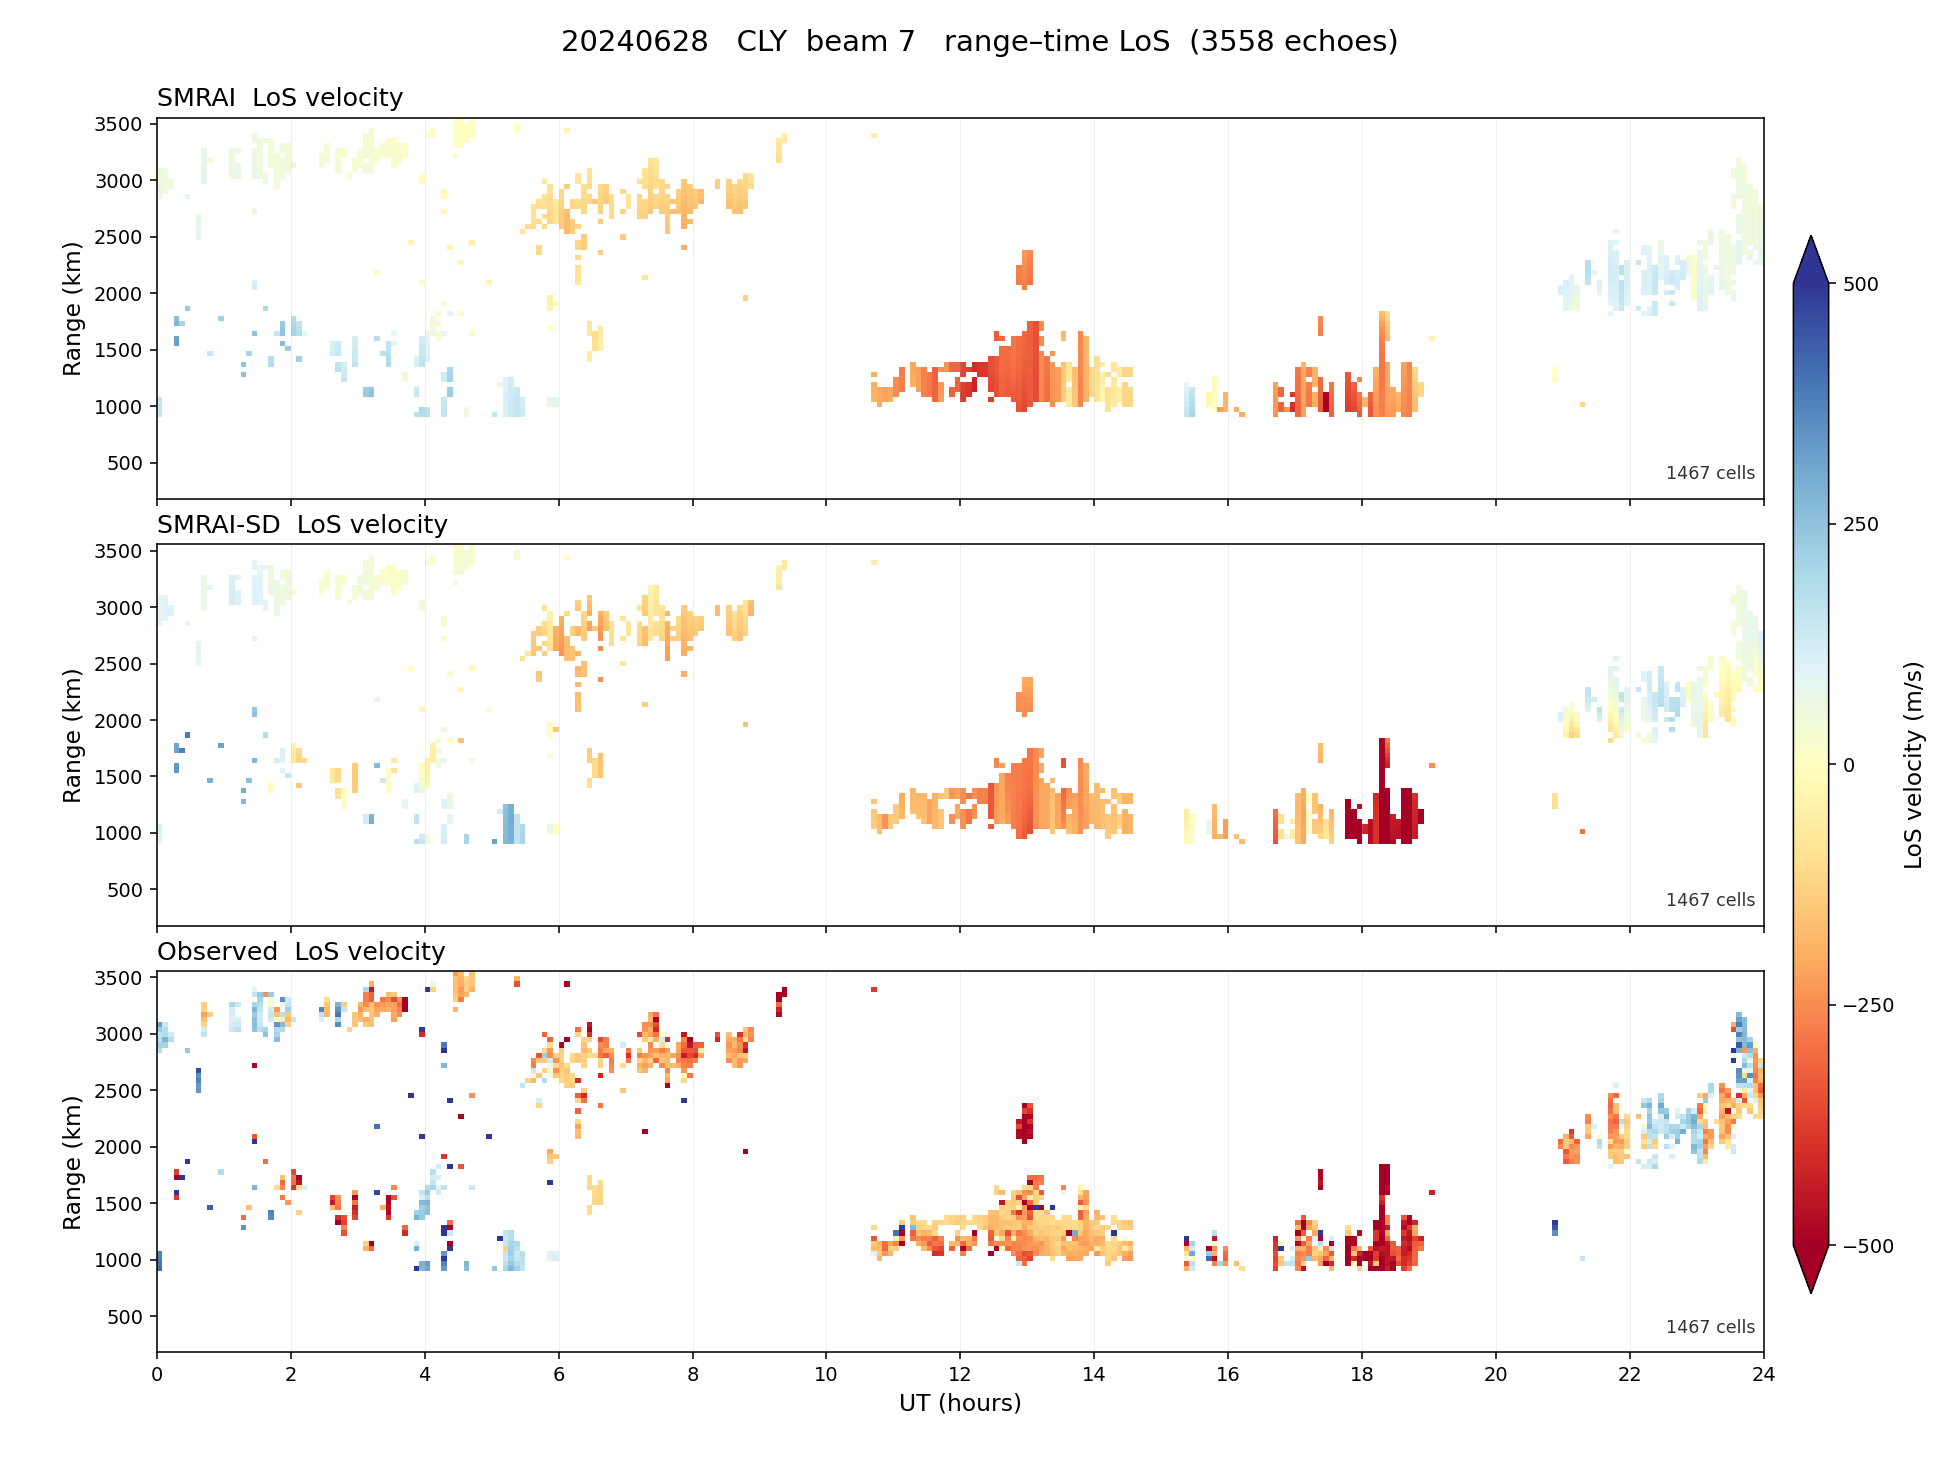 20240628   CLY  beam 7   range–time LoS  (3558 echoes)
SMRAI  LoS velocity
3500
3000
2500
2000
1500
1000
500
Range (km)
1467 cells
SMRAI-SD  LoS velocity
3500
3000
2500
2000
1500
1000
500
Range (km)
1467 cells
Observed  LoS velocity
3500
3000
2500
2000
1500
1000
500
Range (km)
1467 cells
0 2 4 6 8 10 12 14 16 18 20 22 24
UT (hours)
500
250
0
−250
−500
LoS velocity (m/s)